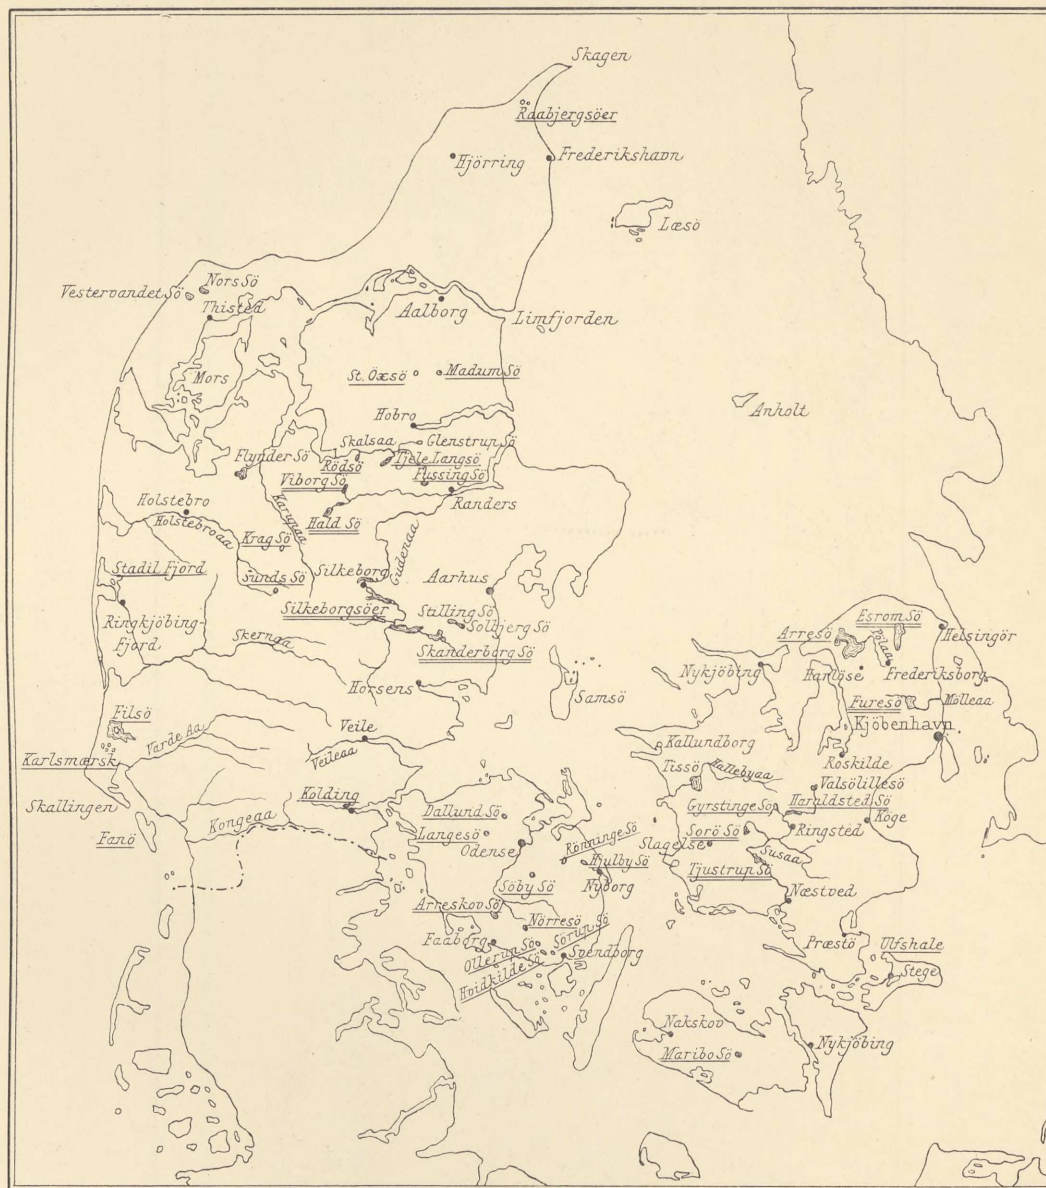 Skagen
Raabjergsöer
Hjörring
Frederikshavn
Læsö
Nors Sö
Vestervandet Sö
Thisted
Aalborg
Limfjorden
Mors
St. Öxsö
Madum Sö
Anholt
Hobro
Skalsaa
Glenstrup Sö
Flynder Sö
Rödsö
Tjele Langsö
Fussing Sö
Viborg Sö
Holstebro
Holstebroaa
Karupaa
Hald Sö
Randers
Krag Sö
Gudenaa
Stadil Fjord
Sunds Sö
Silkeborg
Aarhus
Ringkjöbing-
Fjord
Silkeborgsöer
Stilling Sö
Solbjerg Sö
Skernaa
Skanderborg Sö
Esrom Sö
Arresö
Pölaa
Helsingör
Horsens
Samsö
Nykjöbing
Harlöse
Frederiksborg
Filsö
Furesö
Mölleaa
Varde Aa
Veile
Veileaa
Kjöbenhavn
Karlsmærsk
Kallundborg
Roskilde
Tissö
Hallebyaa
Valsölillesö
Skallingen
Kolding
Dallund Sö
Gyrstinge Sö
Haraldsted Sö
Fanö
Kongeaa
Langesö
Odense
Rönninge Sö
Slagelse
Sorö Sö
Ringsted
Köge
Hjulby Sö
Susaa
Söby Sö
Nyborg
Tjustrup Sö
Arreskov Sö
Næstved
Nörresö
Faaborg
Ollerup Sö
Sörup Sö
Hvidkilde Sö
Svendborg
Præstö
Ulfshale
Stege
Nakskov
Maribo Sö
Nykjöbing